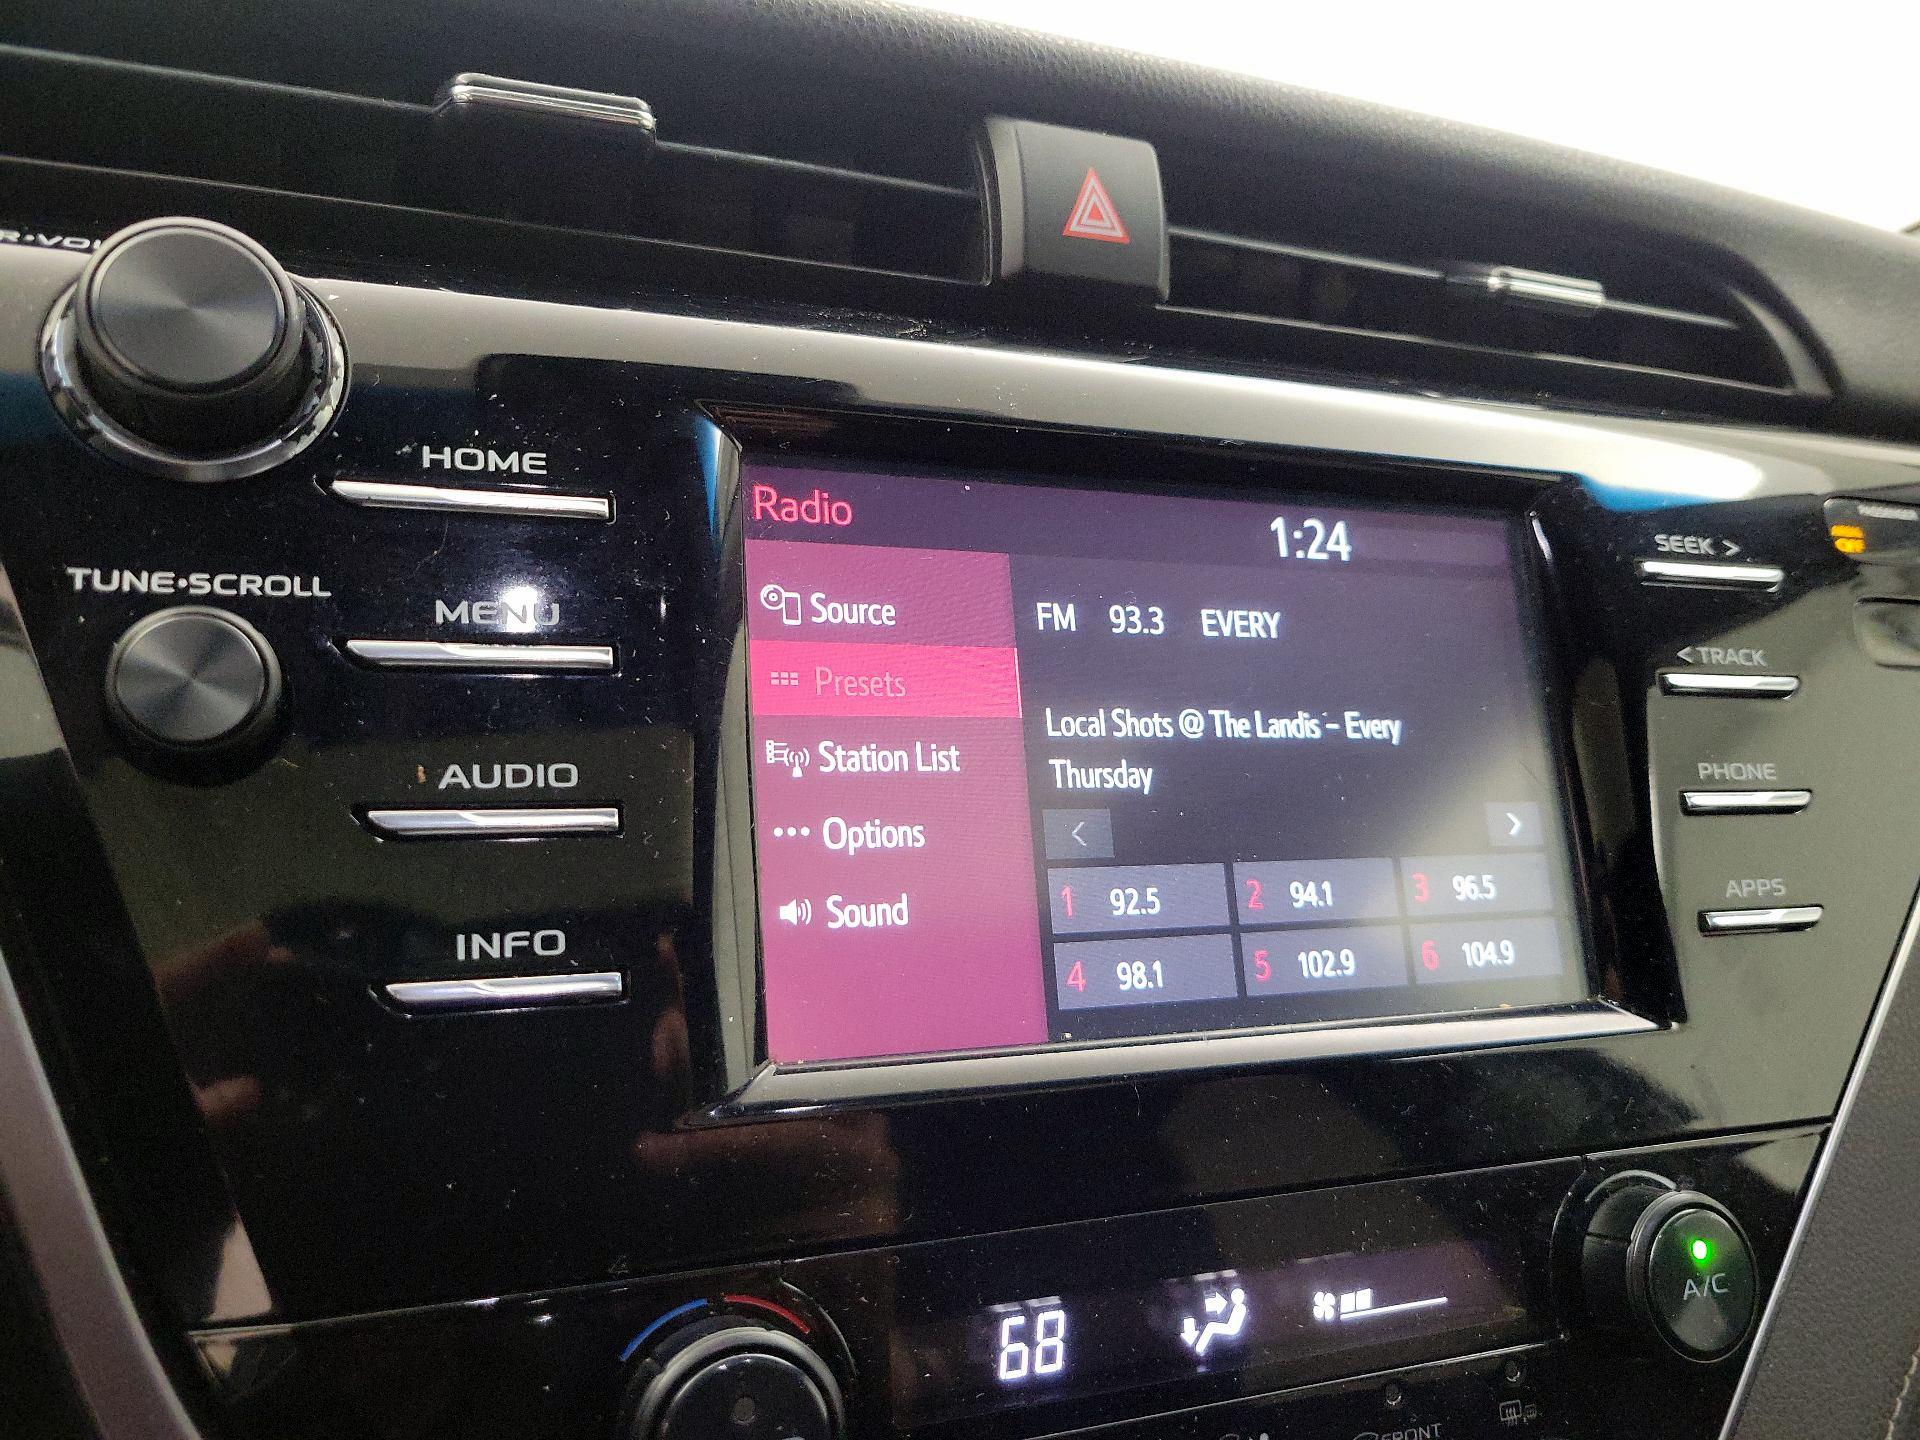 HOME
TUNE•SCROLL
MENU
AUDIO
INFO
Radio
1:24
Source
Presets
Station List
Options
Sound
FM 93.3 EVERY
Local Shots @ The Landis - Every
Thursday
<
>
1 92.5
2 94.1
3 96.5
4 98.1
5 102.9
6 104.9
SEEK >
< TRACK
PHONE
APPS
68
A/C
FRONT